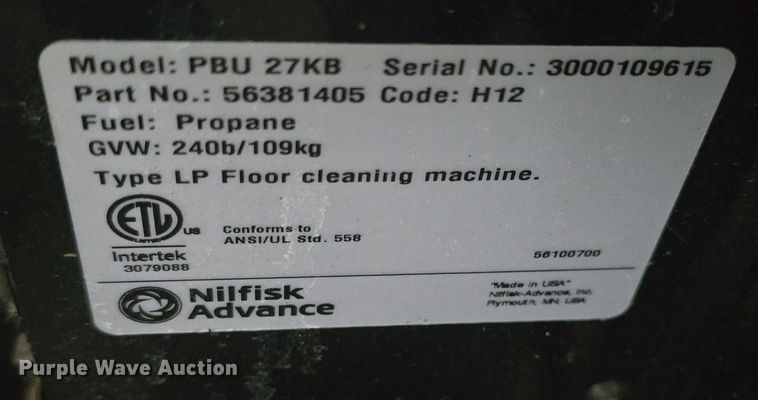 Model: PBU 27KB Serial No.: 3000109615
Part No.: 56381405 Code: H12
Fuel: Propane
GVW: 240b/109kg
Type LP Floor cleaning machine.
ETL US
LISTED
Intertek
3079088
Conforms to
ANSI/UL Std. 558
56100700
Nilfisk
Advance
"Made in USA"
Nilfisk-Advance, Inc.
Plymouth, MN, USA
Purple Wave Auction